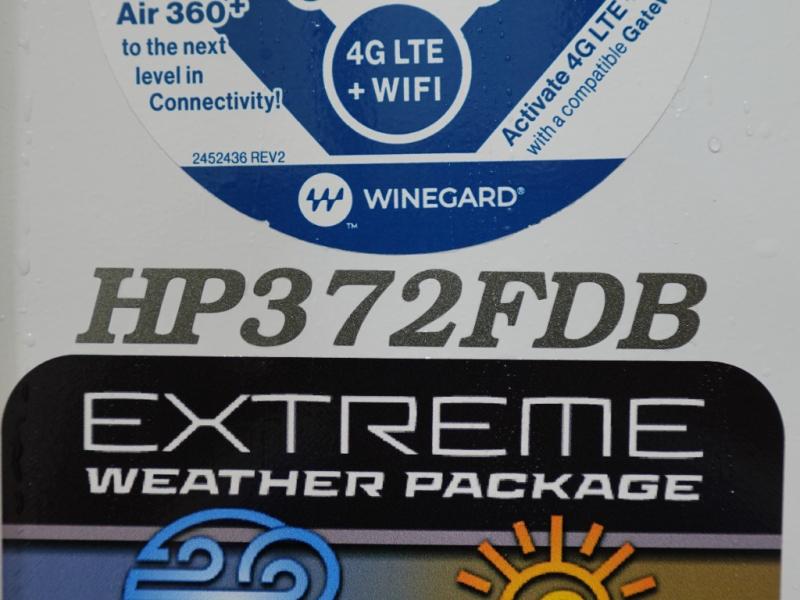 Air 360+
to the next
level in
Connectivity!
4G LTE
+ WIFI
Activate 4G LTE
with a compatible
2452436 REV2
WINEGARD®
™
HP372FDB
EXTREME
WEATHER PACKAGE